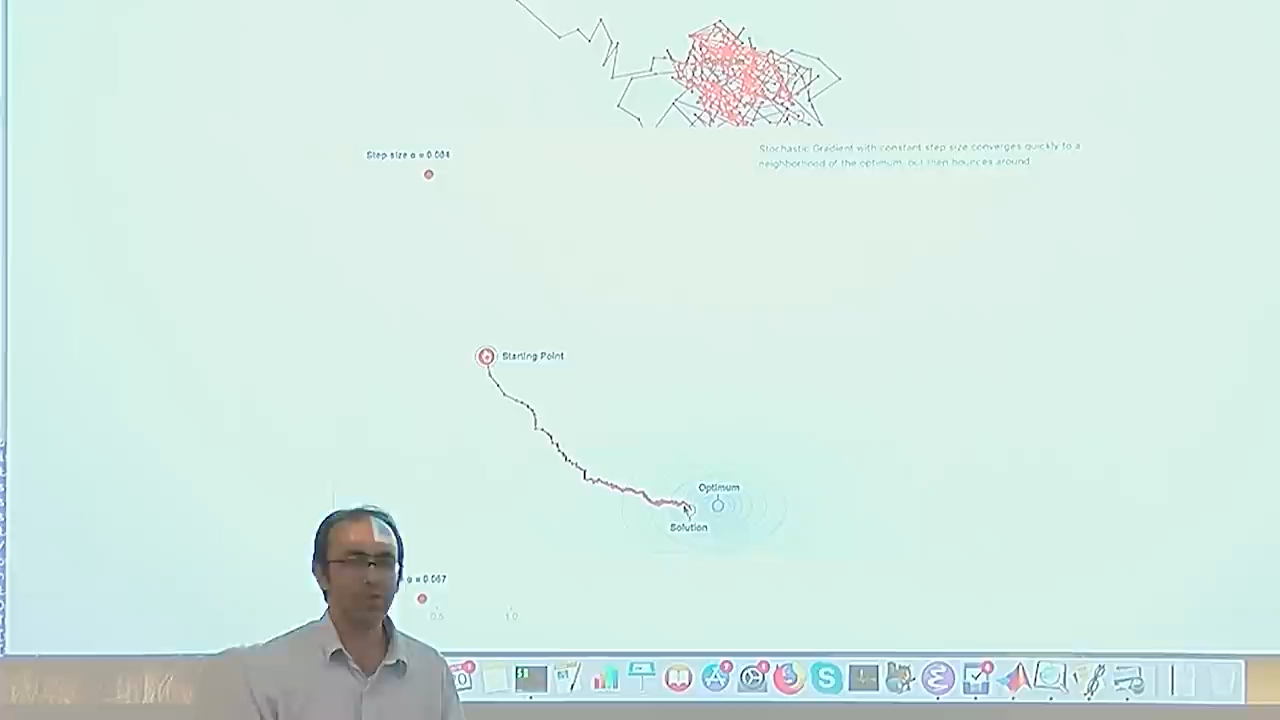 Step size α = 0.084
Stochastic Gradient with constant step size converges quickly to a
neighborhood of the optimum, but then bounces around.
Starting Point
Optimum
Solution
α = 0.067
0.5 1.0